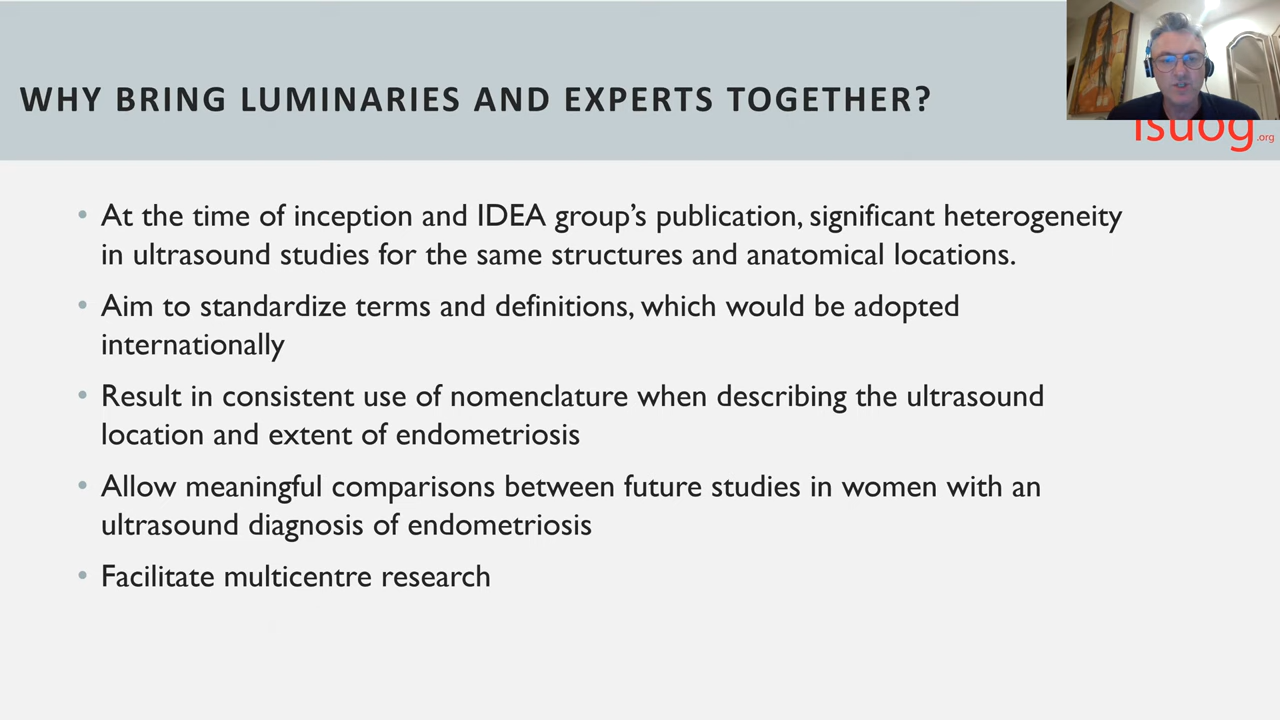 WHY BRING LUMINARIES AND EXPERTS TOGETHER?
isuog.org
• At the time of inception and IDEA group’s publication, significant heterogeneity
in ultrasound studies for the same structures and anatomical locations.
• Aim to standardize terms and definitions, which would be adopted
internationally
• Result in consistent use of nomenclature when describing the ultrasound
location and extent of endometriosis
• Allow meaningful comparisons between future studies in women with an
ultrasound diagnosis of endometriosis
• Facilitate multicentre research